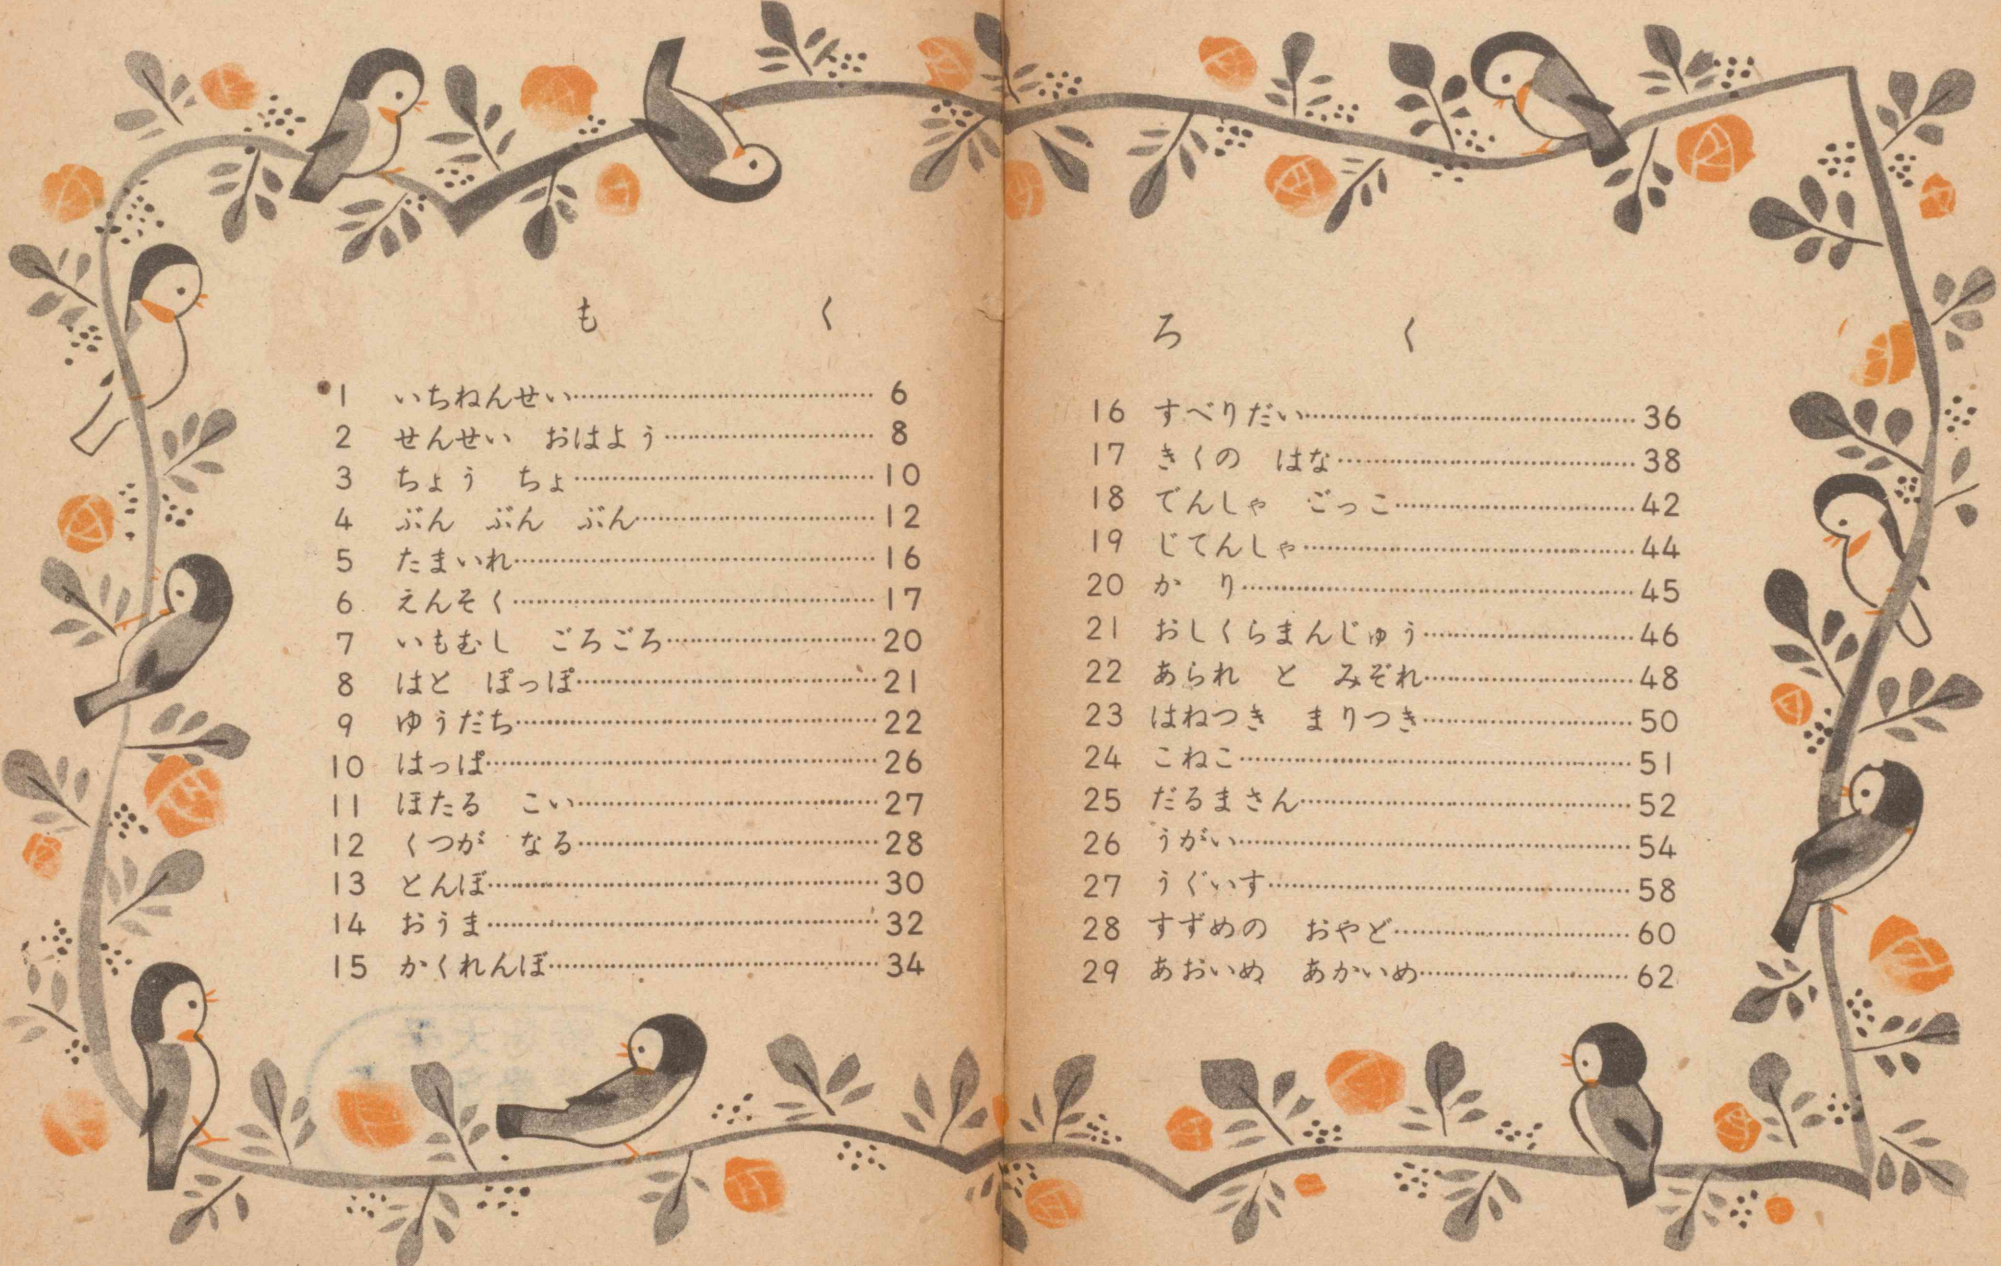 もくろく
1 いちねんせい……6
2 せんせい おはよう……8
3 ちょう ちょ……10
4 ぶん ぶん ぶん……12
5 たまいれ……16
6 えんそく……17
7 いもむし ごろごろ……20
8 はと ぽっぽ……21
9 ゆうだち……22
10 はっぱ……26
11 ほたる こい……27
12 くつが なる……28
13 とんぼ……30
14 おうま……32
15 かくれんぼ……34
16 すべりだい……36
17 きくの はな……38
18 でんしゃ ごっこ……42
19 じてんしゃ……44
20 かり……45
21 おしくらまんじゅう……46
22 あられ と みぞれ……48
23 はねつき まりつき……50
24 こねこ……51
25 だるまさん……52
26 うがい……54
27 うぐいす……58
28 すずめの おやど……60
29 あおいめ あかいめ……62